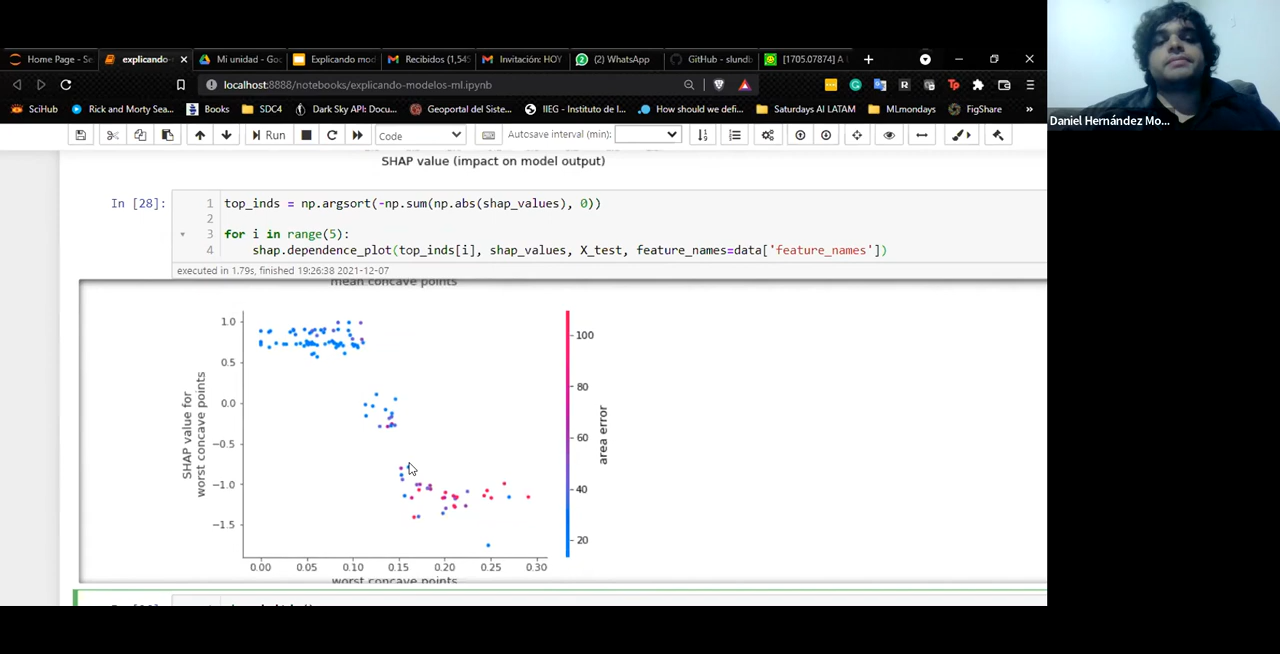 Home Page - Se
explicando-
Mi unidad - Goo
Explicando mod
Recibidos (1,545
Invitación: HOY
(2) WhatsApp
GitHub - slundb
[1705.07874] A U
localhost:8888/notebooks/explicando-modelos-ml.ipynb
SciHub
Rick and Morty Sea...
Books
SDC4
Dark Sky API: Docu...
Geoportal del Siste...
IIEG - Instituto de I...
How should we defi...
Saturdays AI LATAM
MLmondays
FigShare
Daniel Hernández Mo...
Run
Code
Autosave interval (min):
SHAP value (impact on model output)
In [28]:
1 top_inds = np.argsort(-np.sum(np.abs(shap_values), 0))
2
3 for i in range(5):
4 shap.dependence_plot(top_inds[i], shap_values, X_test, feature_names=data['feature_names'])
executed in 1.79s, finished 19:26:38 2021-12-07
mean concave points
SHAP value for
worst concave points
1.0
0.5
0.0
−0.5
−1.0
−1.5
0.00 0.05 0.10 0.15 0.20 0.25 0.30
worst concave points
100
80
60
40
20
area error